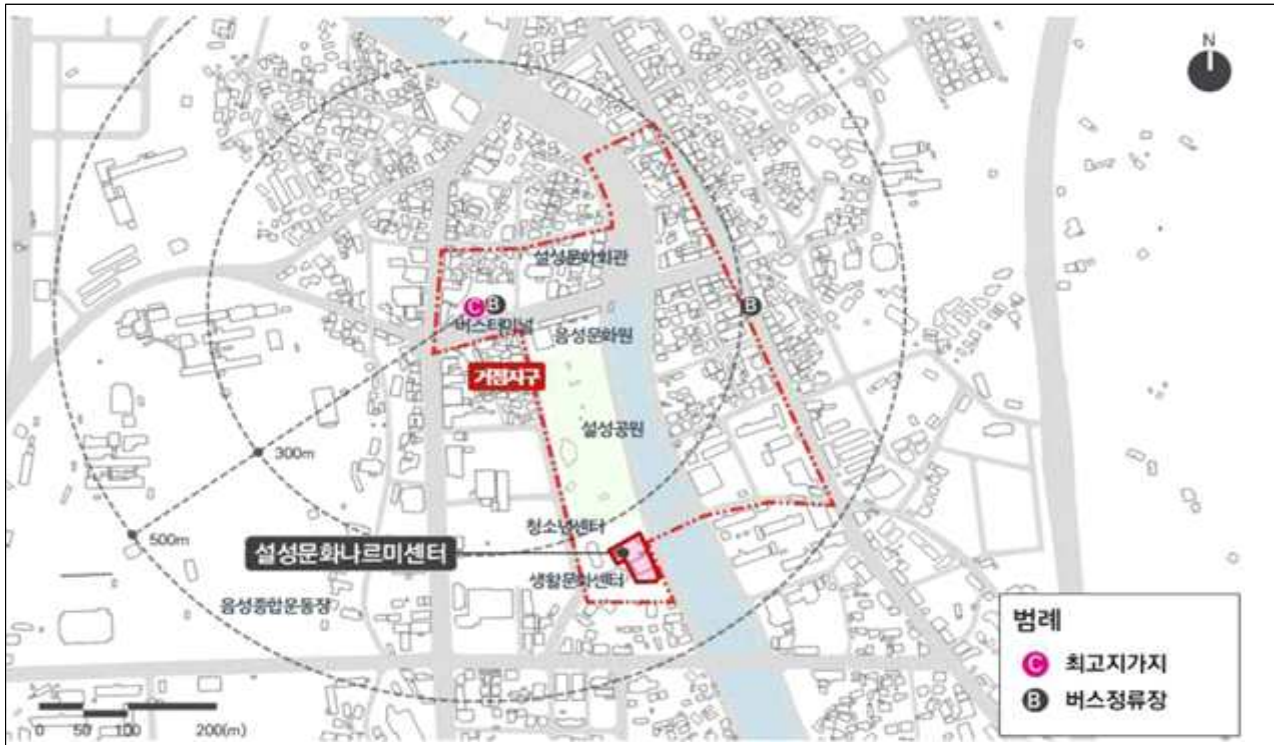 N
설성문화회관
C B
버스터미널
B
음성문화원
거점지구
설성공원
300m
청소년센터
500m
설성문화나르미센터
생활문화센터
음성종합운동장
범례
C 최고지가지
B 버스정류장
0 50 100 200(m)